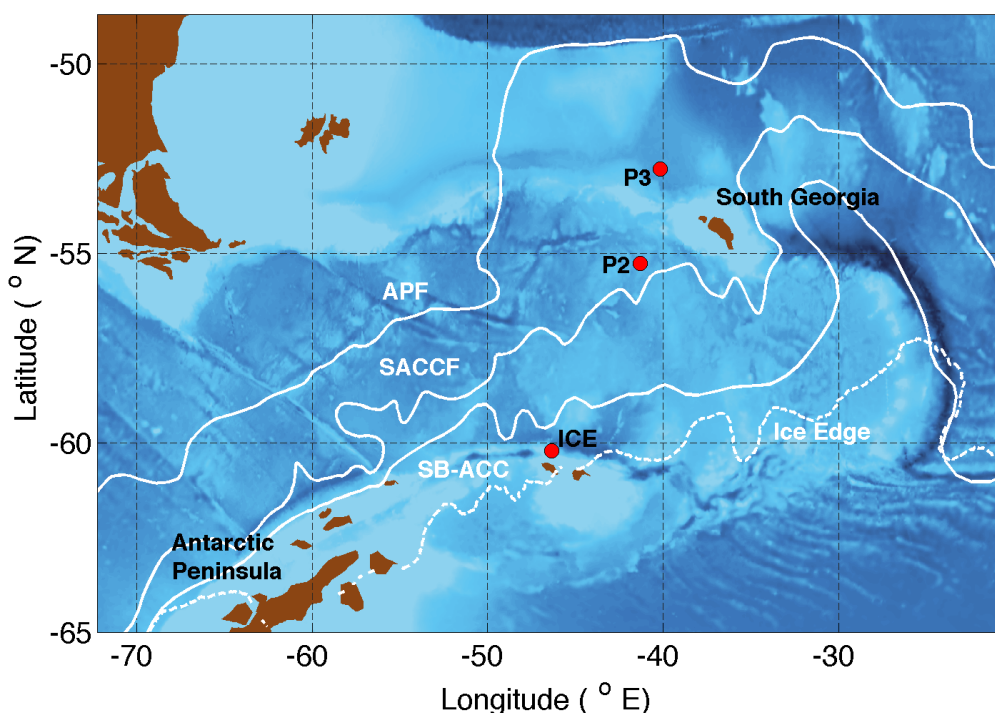 -50
-55
-60
-65
Latitude ( ° N)
P3
South Georgia
P2
APF
SACCF
ICE
Ice Edge
SB-ACC
Antarctic
Peninsula
-70
-60
-50
-40
-30
Longitude ( ° E)